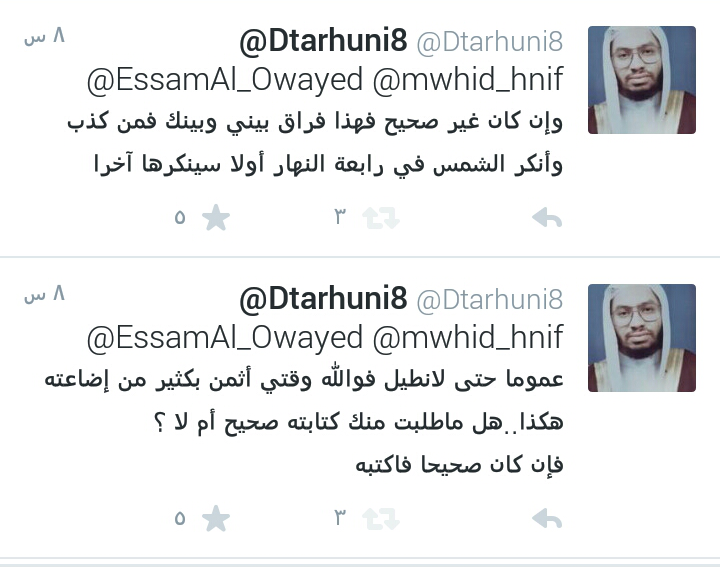 @Dtarhuni8 @Dtarhuni8 ٨ س
@EssamAl_Owayed @mwhid_hnif
وإن كان غير صحيح فهذا فراق بيني وبينك فمن كذب
وأنكر الشمس في رابعة النهار أولا سينكرها آخرا
٣ ٥
@Dtarhuni8 @Dtarhuni8 ٨ س
@EssamAl_Owayed @mwhid_hnif
عموما حتى لانطيل فوالله وقتي أثمن بكثير من إضاعته
هكذا..هل ماطلبت منك كتابته صحيح أم لا ؟
فإن كان صحيحا فاكتبه
٣ ٥